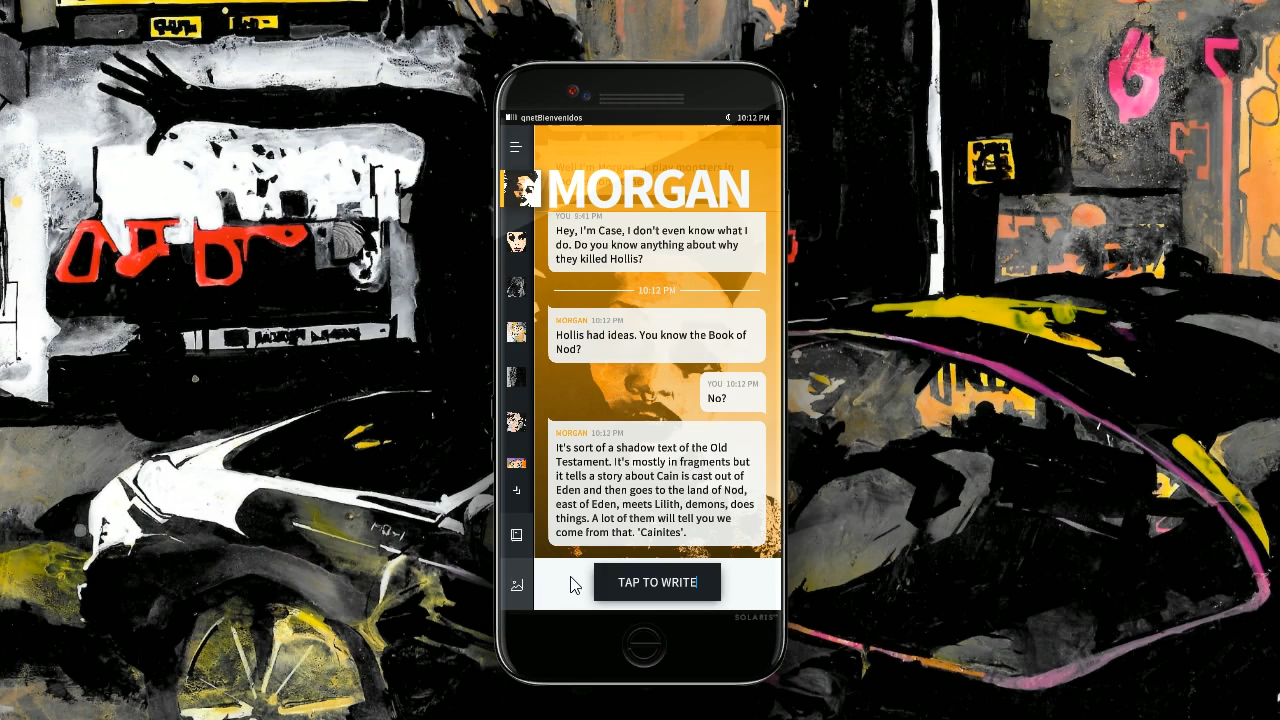 qnetBienvenidos
10:12 PM
MORGAN
YOU 9:41 PM
Hey, I'm Case, I don't even know what I
do. Do you know anything about why
they killed Hollis?
10:12 PM
MORGAN 10:12 PM
Hollis had ideas. You know the Book of
Nod?
YOU 10:12 PM
No?
MORGAN 10:12 PM
It's sort of a shadow text of the Old
Testament. It's mostly in fragments but
it tells a story about Cain is cast out of
Eden and then goes to the land of Nod,
east of Eden, meets Lilith, demons, does
things. A lot of them will tell you we
come from that. 'Cainites'.
TAP TO WRITE
SOLARIS
6